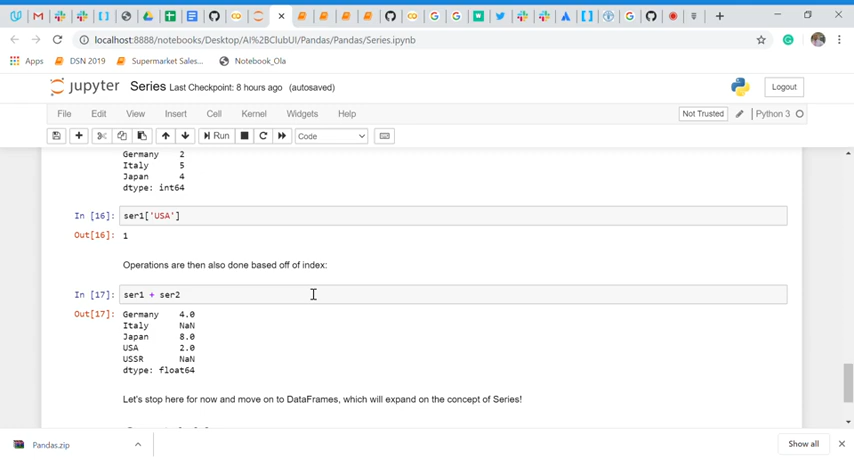 localhost:8888/notebooks/Desktop/AI%2BClubUI/Pandas/Pandas/Series.ipynb
Apps DSN 2019 Supermarket Sales... Notebook_Ola
jupyter Series Last Checkpoint: 8 hours ago (autosaved) Logout
File Edit View Insert Cell Kernel Widgets Help Not Trusted Python 3
Run Code
Germany 2
Italy 5
Japan 4
dtype: int64
In [16]: ser1['USA']
Out[16]: 1
Operations are then also done based off of index:
In [17]: ser1 + ser2
Out[17]: Germany 4.0
Italy NaN
Japan 8.0
USA 2.0
USSR NaN
dtype: float64
Let's stop here for now and move on to DataFrames, which will expand on the concept of Series!
Pandas.zip Show all